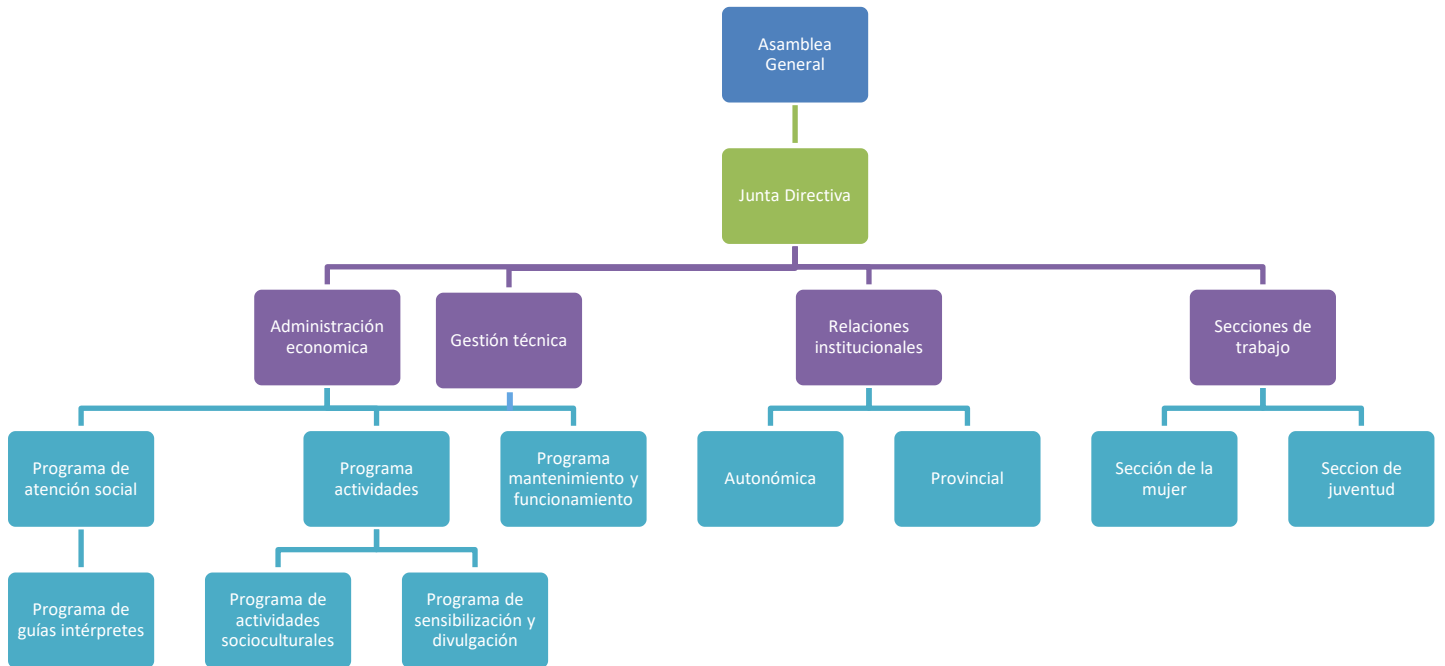 Asamblea
General
Junta Directiva
Administración
economica
Gestión técnica
Relaciones
institucionales
Secciones de
trabajo
Programa de
atención social
Programa
actividades
Programa
mantenimiento y
funcionamiento
Autonómica
Provincial
Sección de la
mujer
Seccion de
juventud
Programa de
guías intérpretes
Programa de
actividades
socioculturales
Programa de
sensibilización y
divulgación